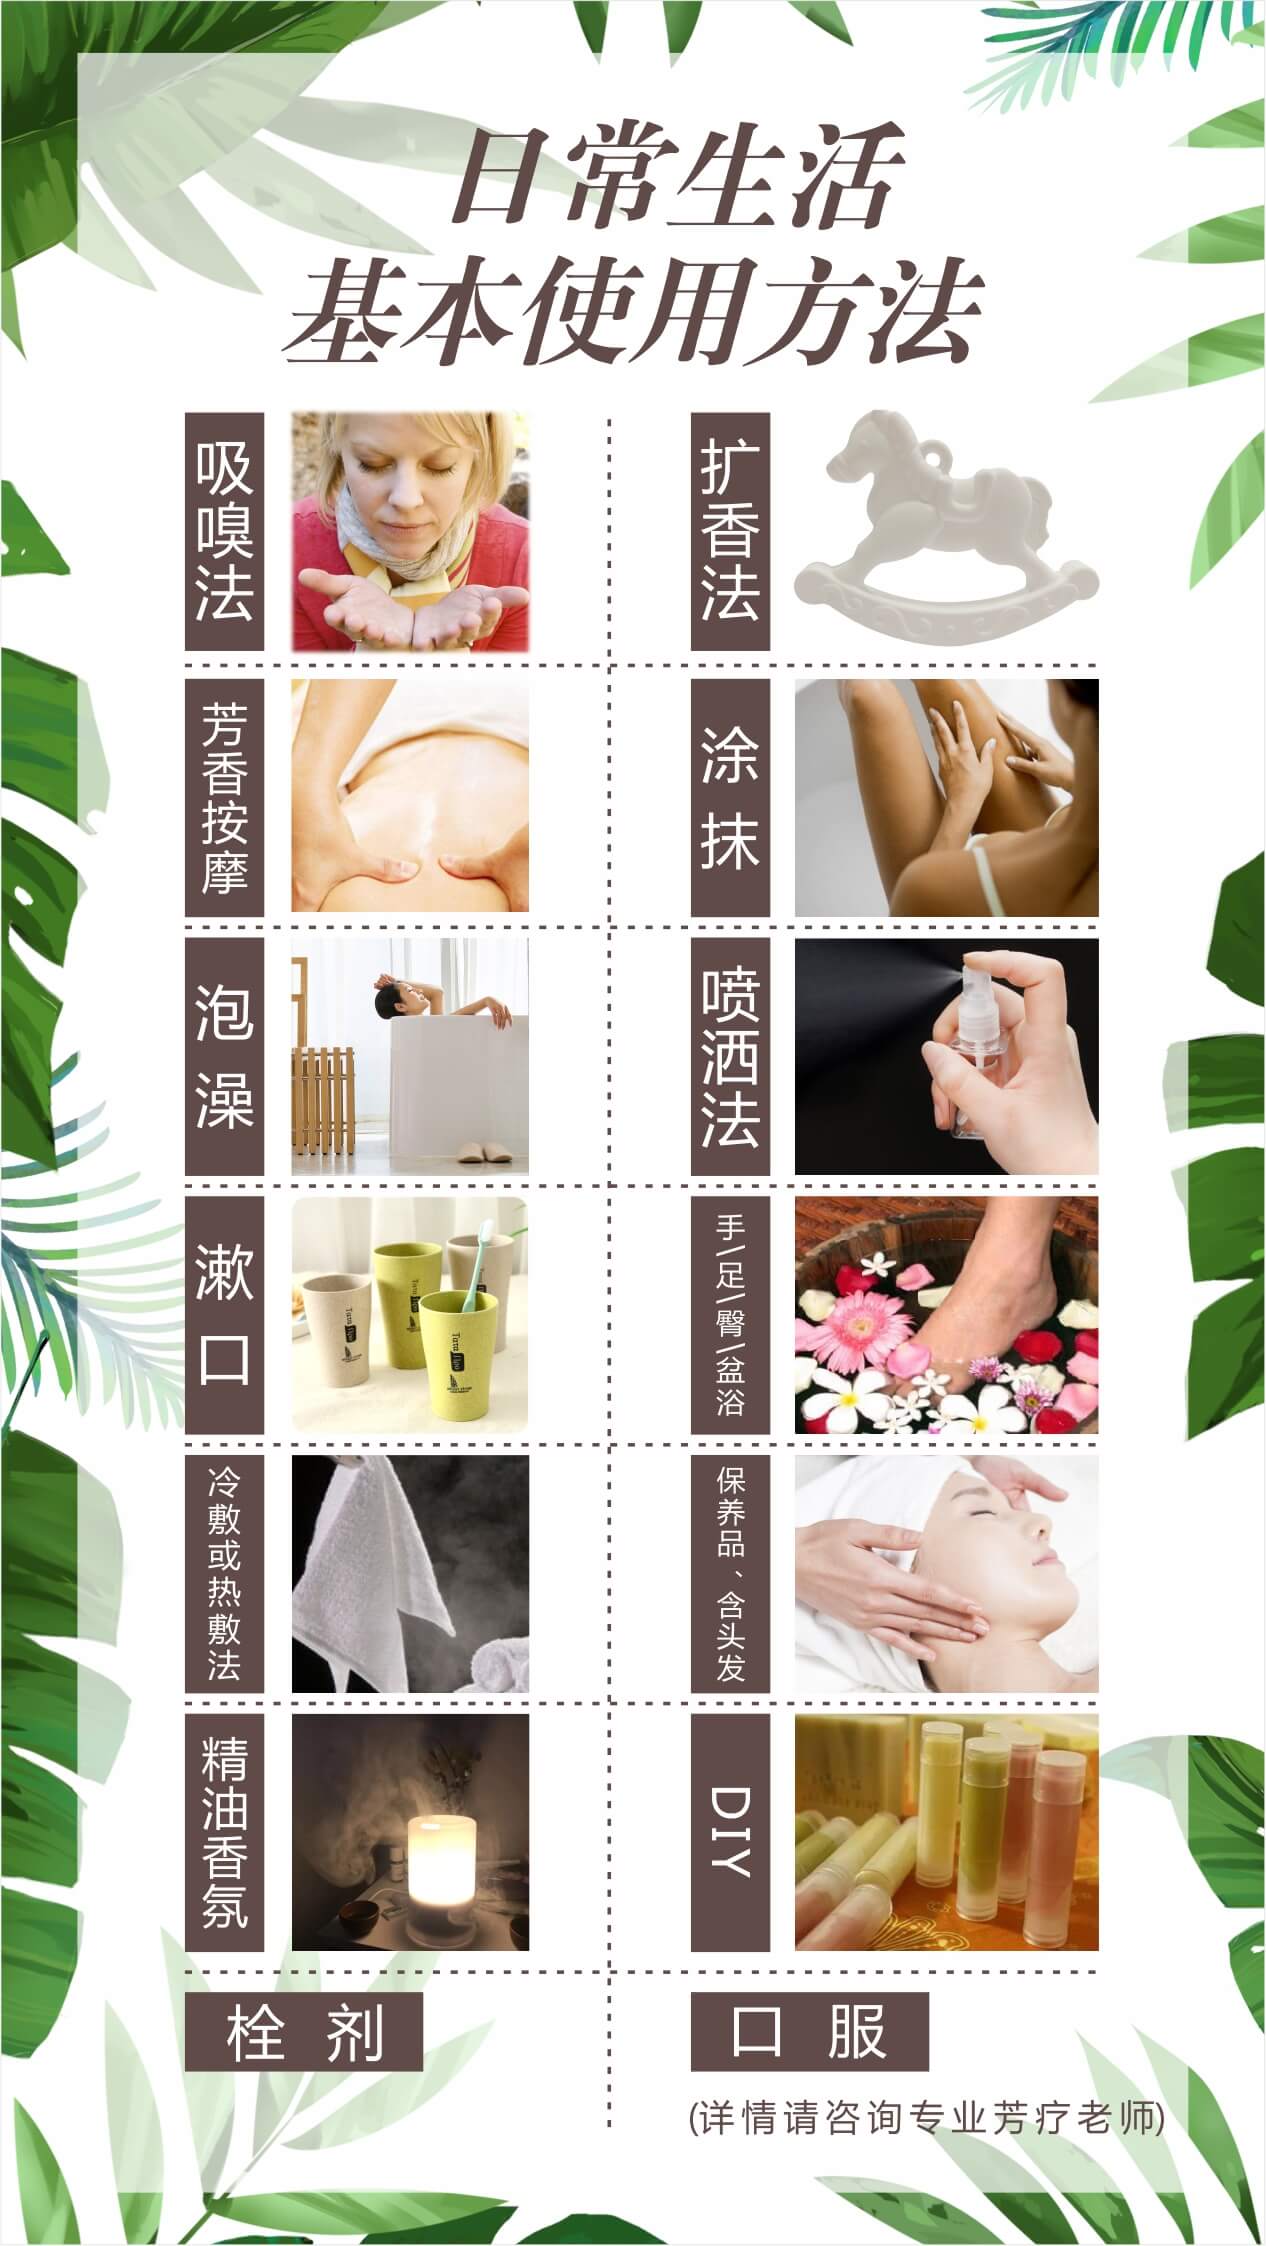 日常生活
基本使用方法
吸嗅法
扩香法
芳香按摩
涂抹
泡澡
喷洒法
漱口
手\足\臀\盆浴
冷敷或热敷法
保养品、含头发
精油香氛
DIY
栓剂
口服
(详情请咨询专业芳疗老师)